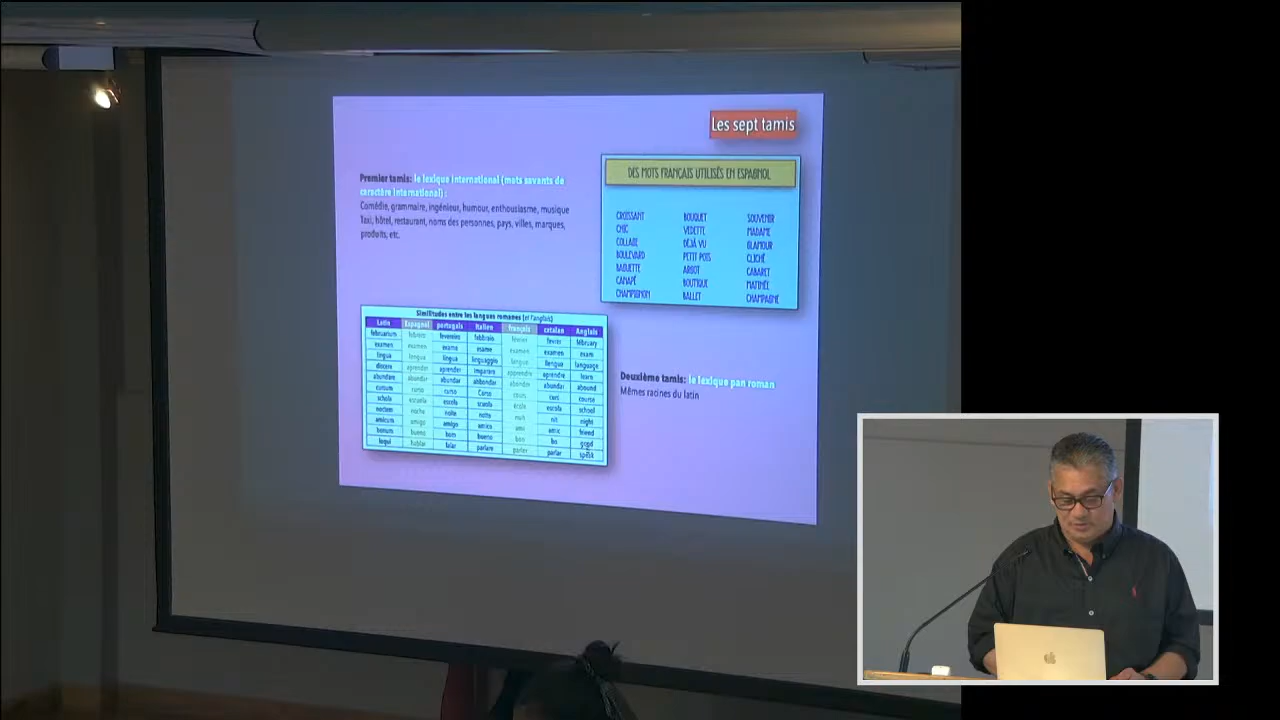 Les sept tamis
Premier tamis: le lexique international (mots savants de
caractère international) :
Comédie, grammaire, ingénieur, humour, enthousiasme, musique
Taxi, hôtel, restaurant, noms des personnes, pays, villes, marques,
produits, etc.
DES MOTS FRANÇAIS UTILISÉS EN ESPAGNOL
CROISSANT BOUQUET SOUVENIR
CHIC VEDETTE MADAME
COLLAGE DÉJÀ VU GLAMOUR
BOULEVARD PETIT POIS CLICHÉ
BAGUETTE ARGOT CABARET
CANAPÉ BOUTIQUE MATINÉE
CHAMPIGNON BALLET CHAMPAGNE
Similitudes entre les langues romanes (et l'anglais)
Latin Espagnol portugais Italien français catalan Anglais
februarium febrero fevereiro febbraio février febrer february
examen examen exame esame examen examen exam
lingua lengua língua linguaggio langue llengua language
discere aprender aprender imparare apprendre aprendre learn
abundare abundar abundar abbondar abonder abundar abound
cursum curso curso Corso cours curs course
schola escuela escola scuola école escola school
noctem noche noite notte nuit nit night
amicum amigo amigo amico ami amic friend
bonum bueno bom buono bon bo good
loqui hablar falar parlare parler parlar speak
Deuxième tamis: le lexique pan roman
Mêmes racines du latin